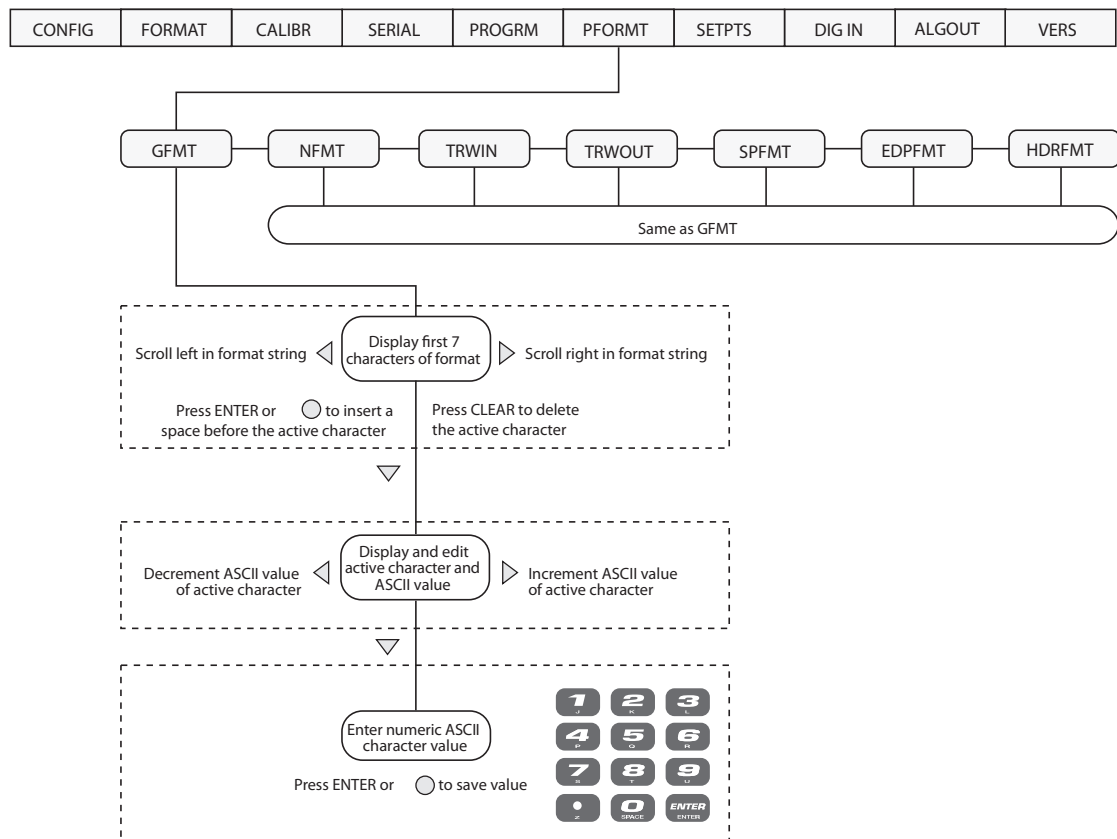 CONFIG FORMAT CALIBR SERIAL PROGRM PFORMT SETPTS DIG IN ALGOUT VERS
GFMT NFMT TRWIN TRWOUT SPFMT EDPFMT HDRFMT
Same as GFMT
Display first 7
characters of format
Scroll left in format string
Scroll right in format string
Press ENTER or to insert a
space before the active character
Press CLEAR to delete
the active character
Display and edit
active character and
ASCII value
Decrement ASCII value
of active character
Increment ASCII value
of active character
Enter numeric ASCII
character value
Press ENTER or to save value
1 2 3
J K L
4 5 6
P Q R
7 8 9
S T U
• 0 ENTER
Z SPACE ENTER